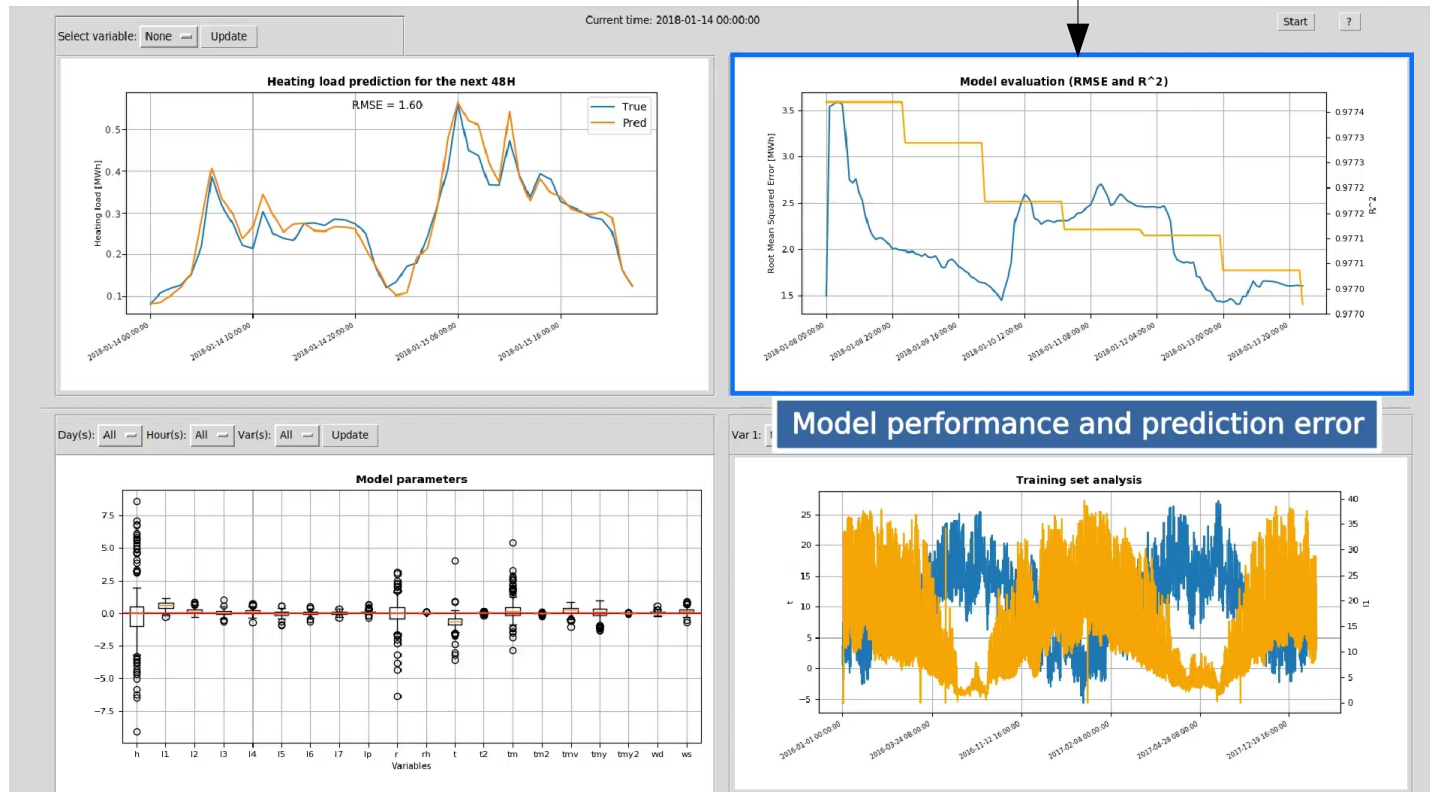 Current time: 2018-01-14 00:00:00
Start
?
Select variable: None
Update
Heating load prediction for the next 48H
RMSE = 1.60
True
Pred
Heating load [MWh]
0.5
0.4
0.3
0.2
0.1
2018-01-14 00:00:00
2018-01-14 10:00:00
2018-01-14 20:00:00
2018-01-15 06:00:00
2018-01-15 16:00:00
Model evaluation (RMSE and R^2)
Root Mean Squared Error [MWh]
3.5
3.0
2.5
2.0
1.5
0.97774
0.97773
0.97773
0.97772
0.97772
0.97771
0.97771
0.97770
0.97770
R^2
2018-01-08 00:00:00
2018-01-08 20:00:00
2018-01-09 16:00:00
2018-01-10 12:00:00
2018-01-11 08:00:00
2018-01-12 04:00:00
2018-01-13 00:00:00
2018-01-13 20:00:00
Model performance and prediction error
Day(s): All
Hour(s): All
Var(s): All
Update
Model parameters
7.5
5.0
2.5
0.0
−2.5
−5.0
−7.5
h l1 l2 l3 l4 l5 l6 l7 lp r rh t t2 tm tm2 tmv tmy tmy2 wd ws
Variables
Var 1:
Training set analysis
t
25
20
15
10
5
0
−5
40
35
30
25
20
15
10
5
0
l1
2016-01-01 00:00:00
2016-03-24 08:00:00
2016-11-12 16:00:00
2017-02-04 00:00:00
2017-04-28 08:00:00
2017-12-19 16:00:00